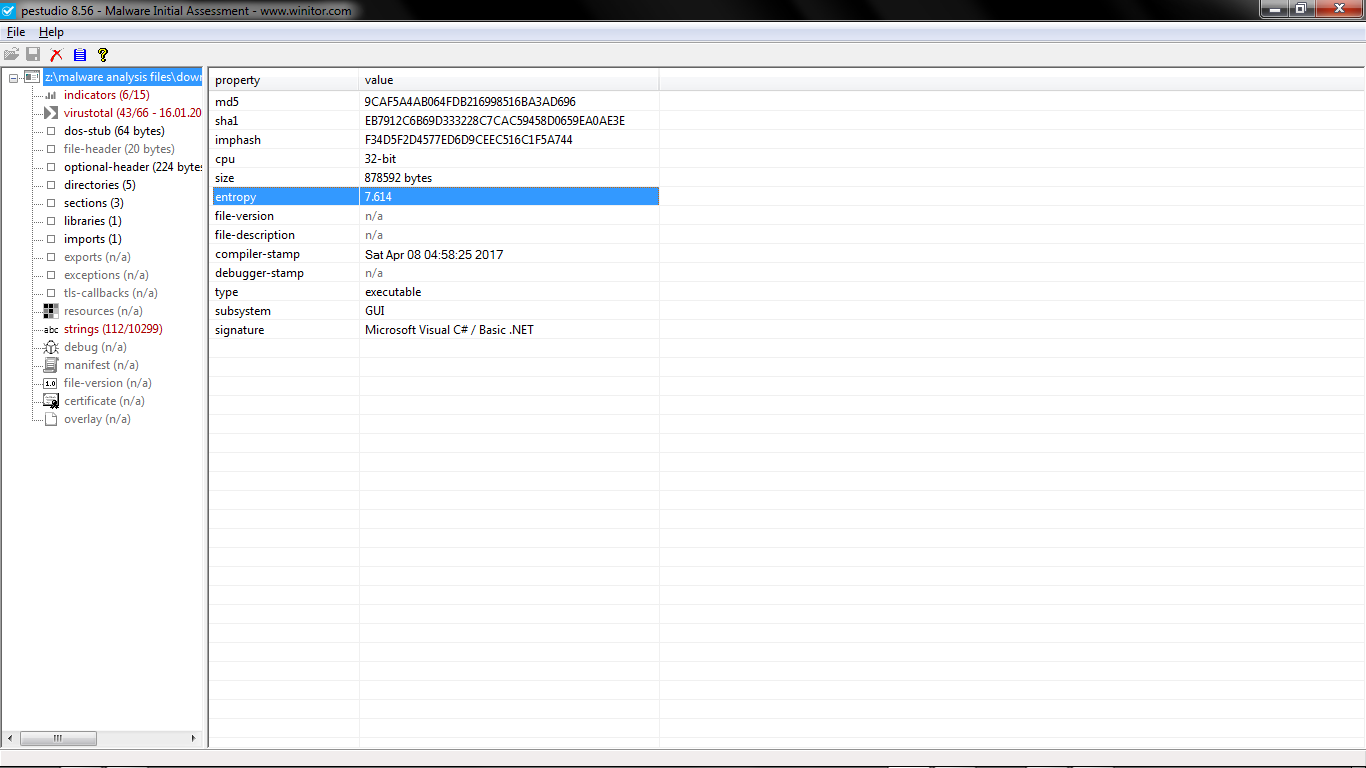 pestudio 8.56 - Malware Initial Assessment - www.winitor.com
File Help
z:\malware analysis files\dow
indicators (6/15)
virustotal (43/66 - 16.01.20
dos-stub (64 bytes)
file-header (20 bytes)
optional-header (224 bytes
directories (5)
sections (3)
libraries (1)
imports (1)
exports (n/a)
exceptions (n/a)
tls-callbacks (n/a)
resources (n/a)
abc strings (112/10299)
debug (n/a)
manifest (n/a)
1.0 file-version (n/a)
certificate (n/a)
overlay (n/a)
property value
md5 9CAF5A4AB064FDB216998516BA3AD696
sha1 EB7912C6B69D333228C7CAC59458D0659EA0AE3E
imphash F34D5F2D4577ED6D9CEEC516C1F5A744
cpu 32-bit
size 878592 bytes
entropy 7.614
file-version n/a
file-description n/a
compiler-stamp Sat Apr 08 04:58:25 2017
debugger-stamp n/a
type executable
subsystem GUI
signature Microsoft Visual C# / Basic .NET